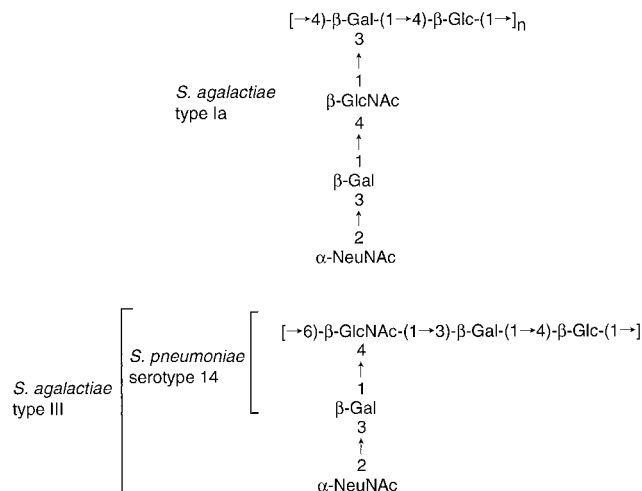 [→4)-β-Gal-(1→4)-β-Glc-(1→]n
3
↑
1
S. agalactiae
type Ia
β-GlcNAc
4
↑
1
β-Gal
3
↑
2
α-NeuNAc
[→6)-β-GlcNAc-(1→3)-β-Gal-(1→4)-β-Glc-(1→]
4
↑
1
S. pneumoniae
serotype 14
S. agalactiae
type III
β-Gal
3
↑
2
α-NeuNAc